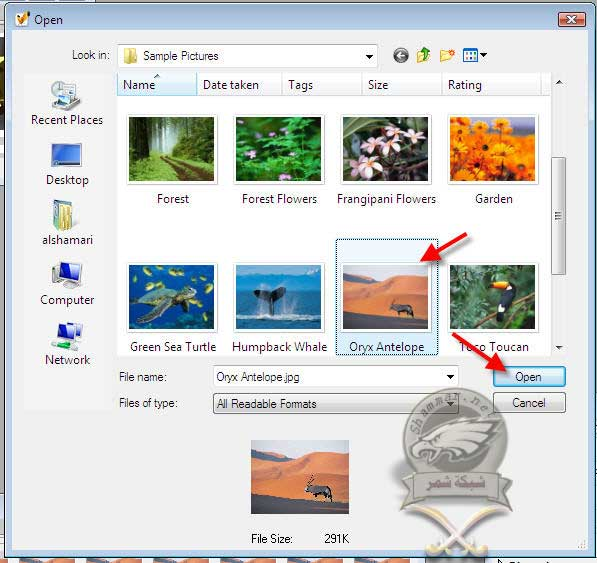 Open
Look in:
Sample Pictures
Name Date taken Tags Size Rating
Recent Places
Desktop
alshamari
Computer
Network
Forest Forest Flowers Frangipani Flowers Garden
Green Sea Turtle Humpback Whale Oryx Antelope Toco Toucan
File name: Oryx Antelope.jpg Open
Files of type: All Readable Formats Cancel
Shammar.net
شبكة شمر
File Size: 291K